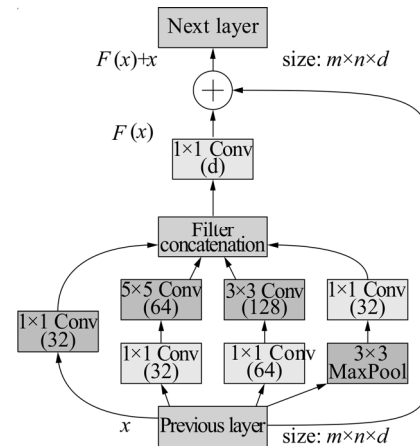 Next layer
F(x)+x
size: m×n×d
+
F(x)
1×1 Conv
(d)
Filter
concatenation
5×5 Conv
(64)
3×3 Conv
(128)
1×1 Conv
(32)
1×1 Conv
(32)
1×1 Conv
(32)
1×1 Conv
(64)
3×3
MaxPool
x
Previous layer
size: m×n×d